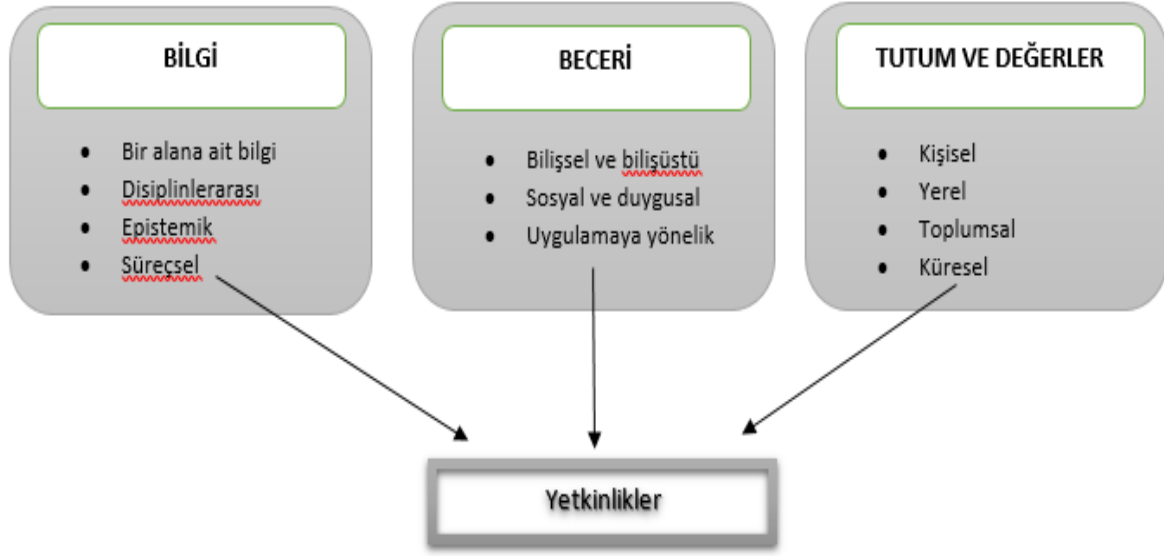 BİLGİ
Bir alana ait bilgi
Disiplinlerarası
Epistemik
Süreçsel
BECERİ
Bilişsel ve bilişüstü
Sosyal ve duygusal
Uygulamaya yönelik
TUTUM VE DEĞERLER
Kişisel
Yerel
Toplumsal
Küresel
Yetkinlikler